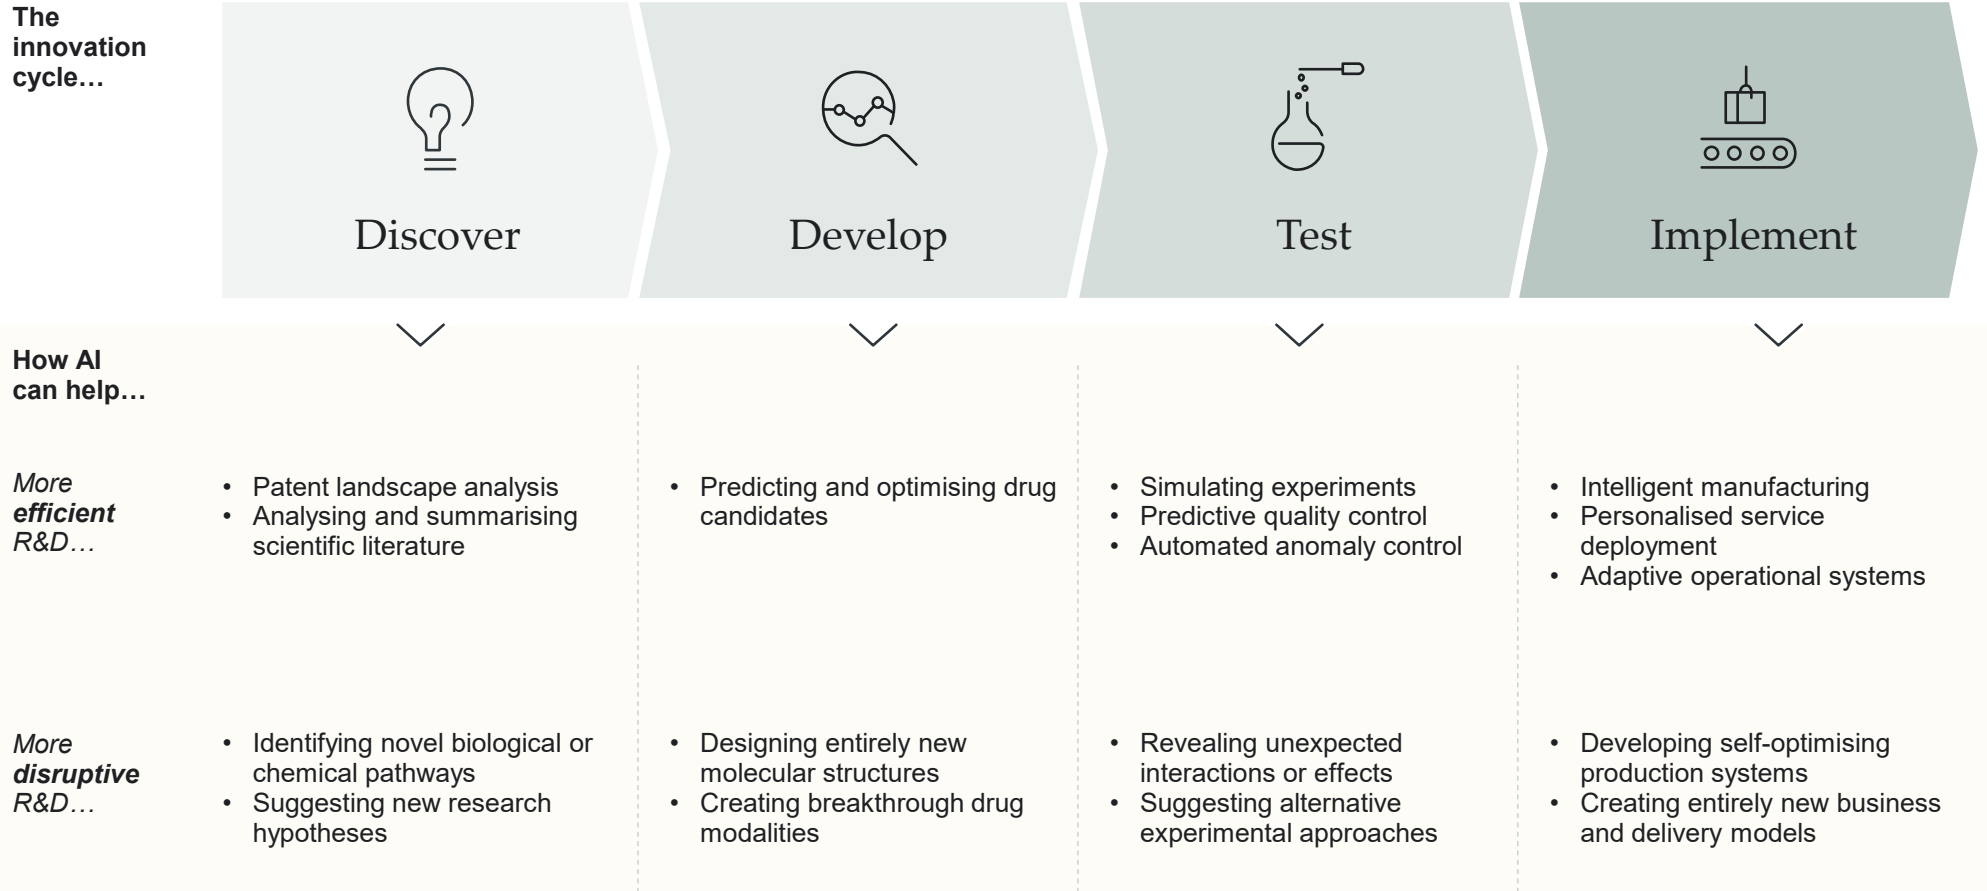 The
innovation
cycle…
Discover
Develop
Test
Implement
How AI
can help…
More
efficient
R&D…
• Patent landscape analysis
• Analysing and summarising
scientific literature
• Predicting and optimising drug
candidates
• Simulating experiments
• Predictive quality control
• Automated anomaly control
• Intelligent manufacturing
• Personalised service
deployment
• Adaptive operational systems
More
disruptive
R&D…
• Identifying novel biological or
chemical pathways
• Suggesting new research
hypotheses
• Designing entirely new
molecular structures
• Creating breakthrough drug
modalities
• Revealing unexpected
interactions or effects
• Suggesting alternative
experimental approaches
• Developing self-optimising
production systems
• Creating entirely new business
and delivery models